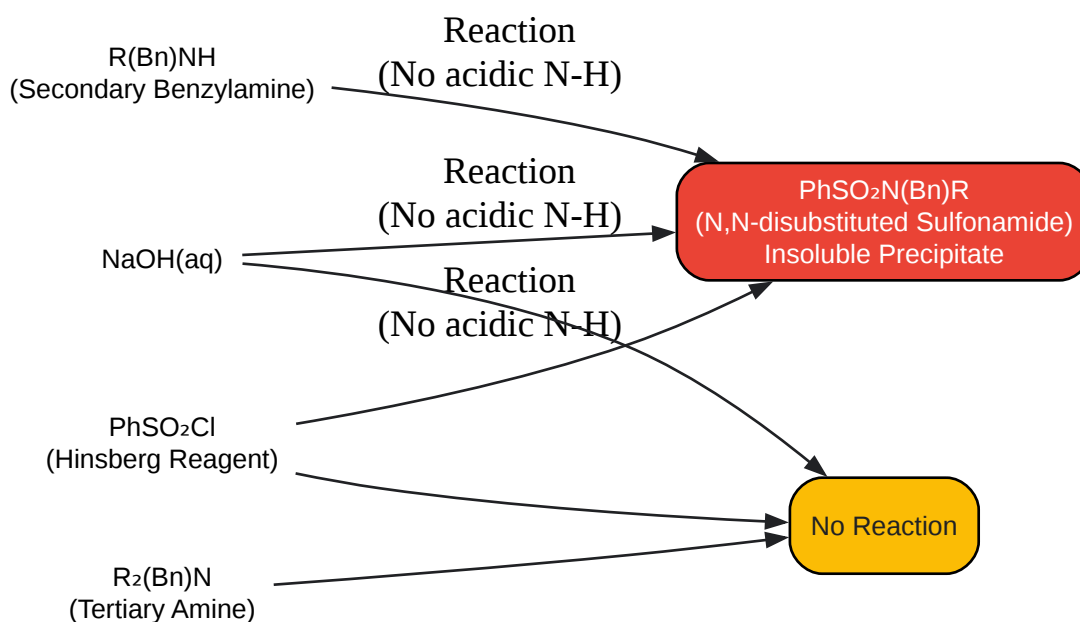 Reaction
(No acidic N-H)
R(Bn)NH
(Secondary Benzylamine)
Reaction
(No acidic N-H)
PhSO₂N(Bn)R
(N,N-disubstituted Sulfonamide)
Insoluble Precipitate
NaOH(aq)
Reaction
(No acidic N-H)
PhSO₂Cl
(Hinsberg Reagent)
No Reaction
R₂(Bn)N
(Tertiary Amine)